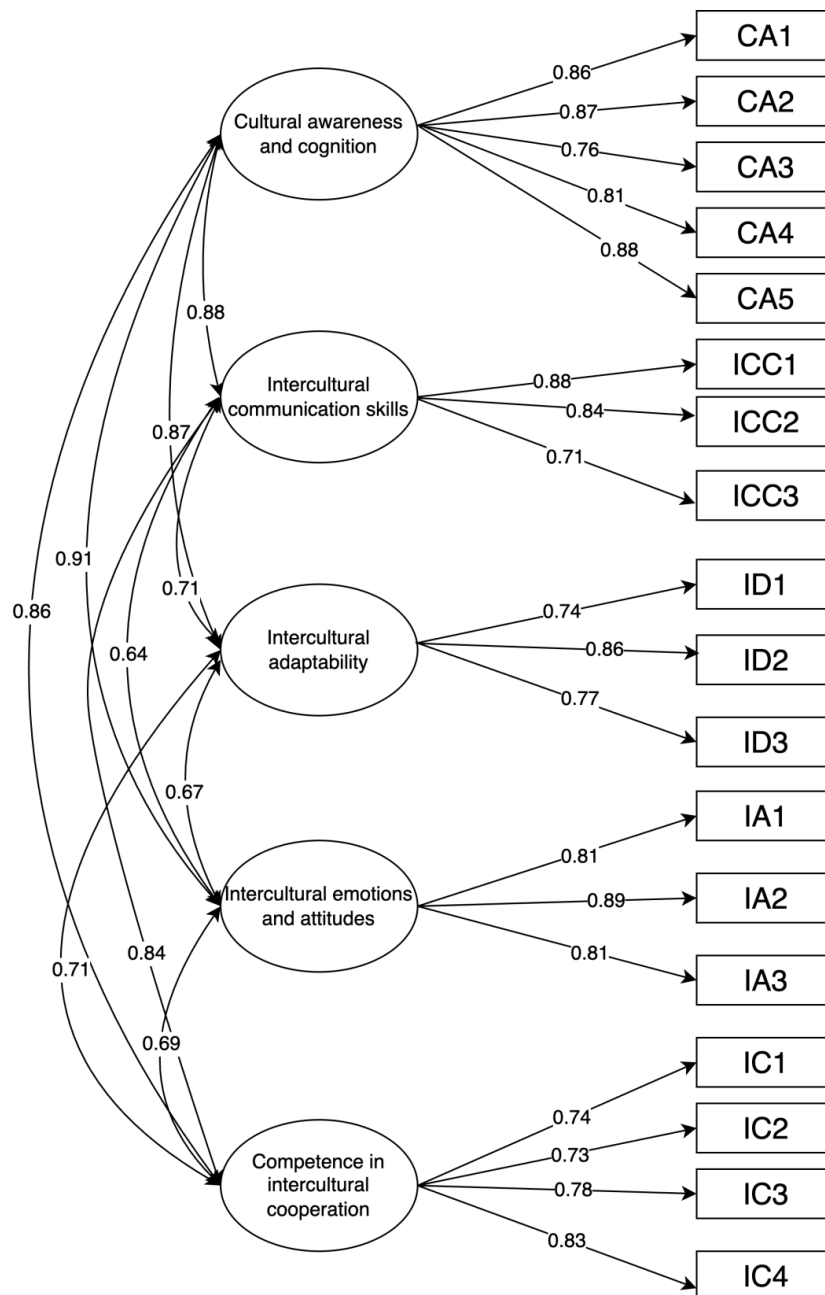 CA1
0.86
Cultural awareness
and cognition
CA2
0.87
0.76
CA3
0.81
CA4
0.88
CA5
0.88
ICC1
0.88
Intercultural
communication skills
0.84
ICC2
0.87
0.71
ICC3
0.91
0.86
0.71
0.64
ID1
0.74
Intercultural
adaptability
0.86
ID2
0.77
ID3
0.67
IA1
0.81
Intercultural emotions
and attitudes
0.89
IA2
0.81
IA3
0.84
0.71
0.69
IC1
0.74
IC2
0.73
Competence in
intercultural
cooperation
0.78
IC3
0.83
IC4